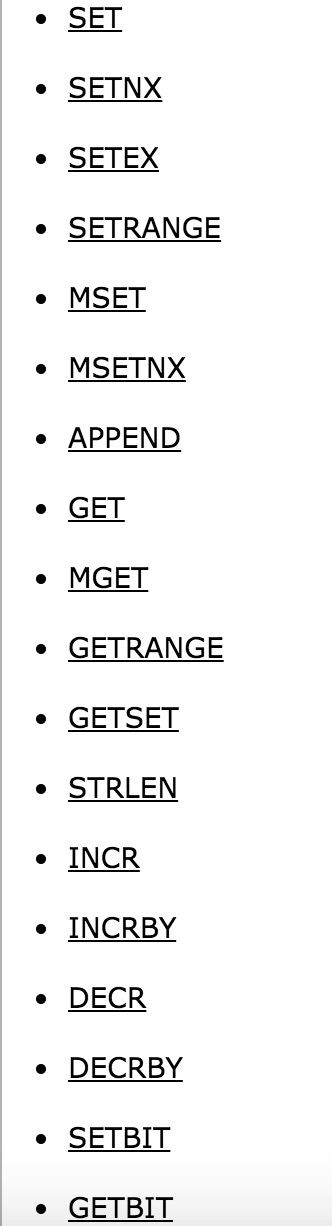 SET
SETNX
SETEX
SETRANGE
MSET
MSETNX
APPEND
GET
MGET
GETRANGE
GETSET
STRLEN
INCR
INCRBY
DECR
DECRBY
SETBIT
GETBIT